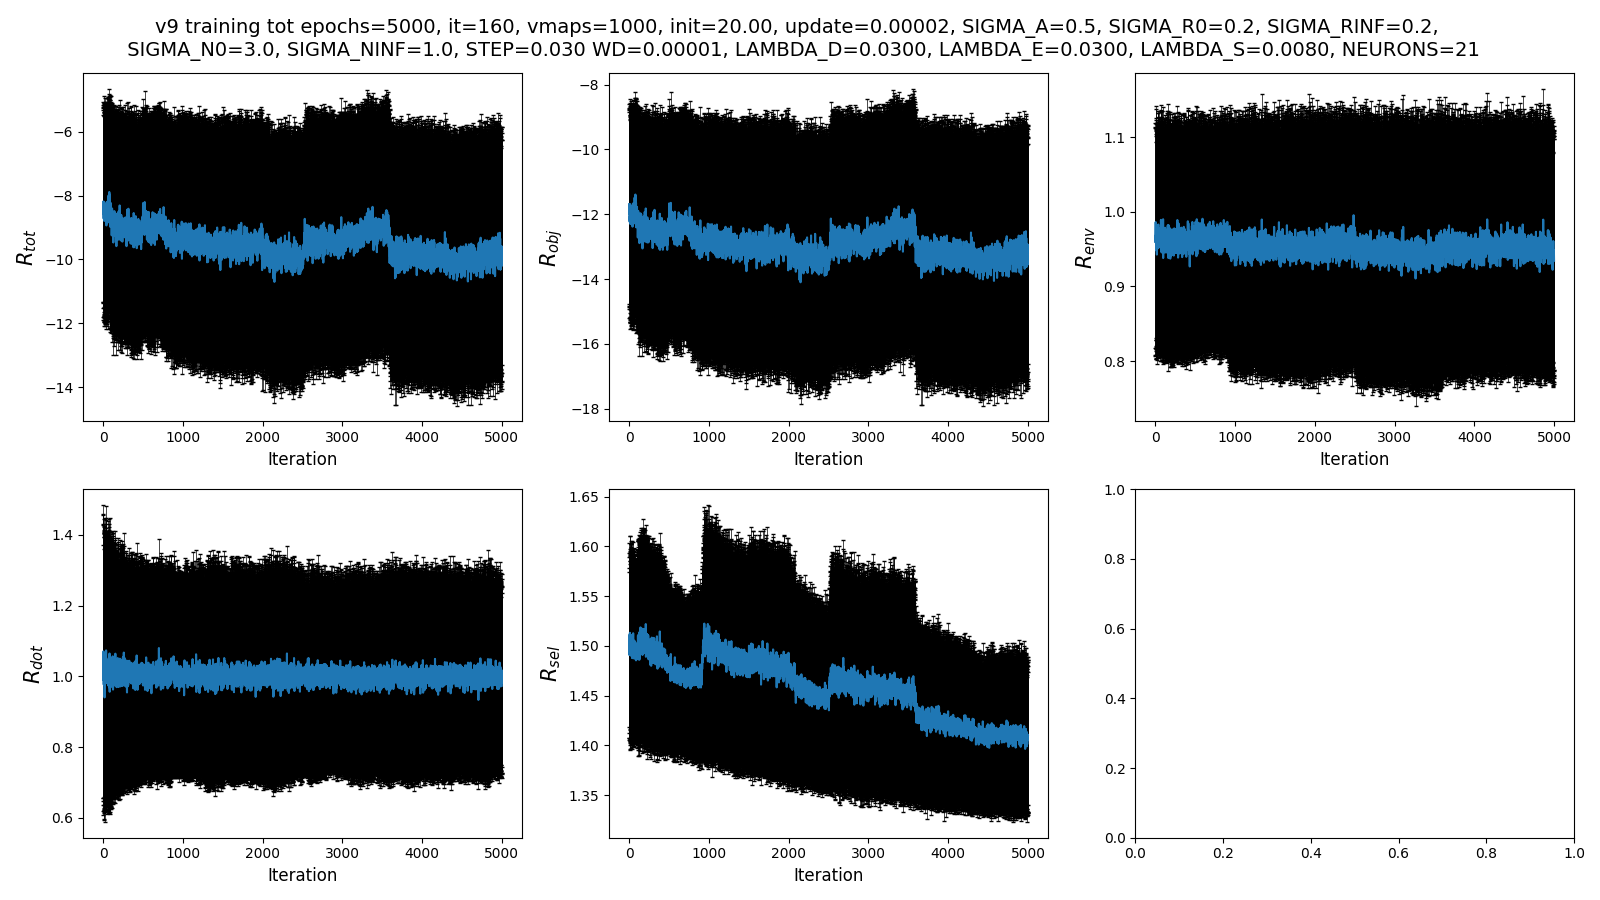 v9 training tot epochs=5000, it=160, vmaps=1000, init=20.00, update=0.00002, SIGMA_A=0.5, SIGMA_R0=0.2, SIGMA_RINF=0.2,
SIGMA_N0=3.0, SIGMA_NINF=1.0, STEP=0.030 WD=0.00001, LAMBDA_D=0.0300, LAMBDA_E=0.0300, LAMBDA_S=0.0080, NEURONS=21
R_tot
−6
−8
−10
−12
−14
0 1000 2000 3000 4000 5000
Iteration
R_obj
−8
−10
−12
−14
−16
−18
0 1000 2000 3000 4000 5000
Iteration
R_env
1.1
1.0
0.9
0.8
0 1000 2000 3000 4000 5000
Iteration
R_dot
1.4
1.2
1.0
0.8
0.6
0 1000 2000 3000 4000 5000
Iteration
R_sel
1.65
1.60
1.55
1.50
1.45
1.40
1.35
0 1000 2000 3000 4000 5000
Iteration
1.0
0.8
0.6
0.4
0.2
0.0
0.0 0.2 0.4 0.6 0.8 1.0